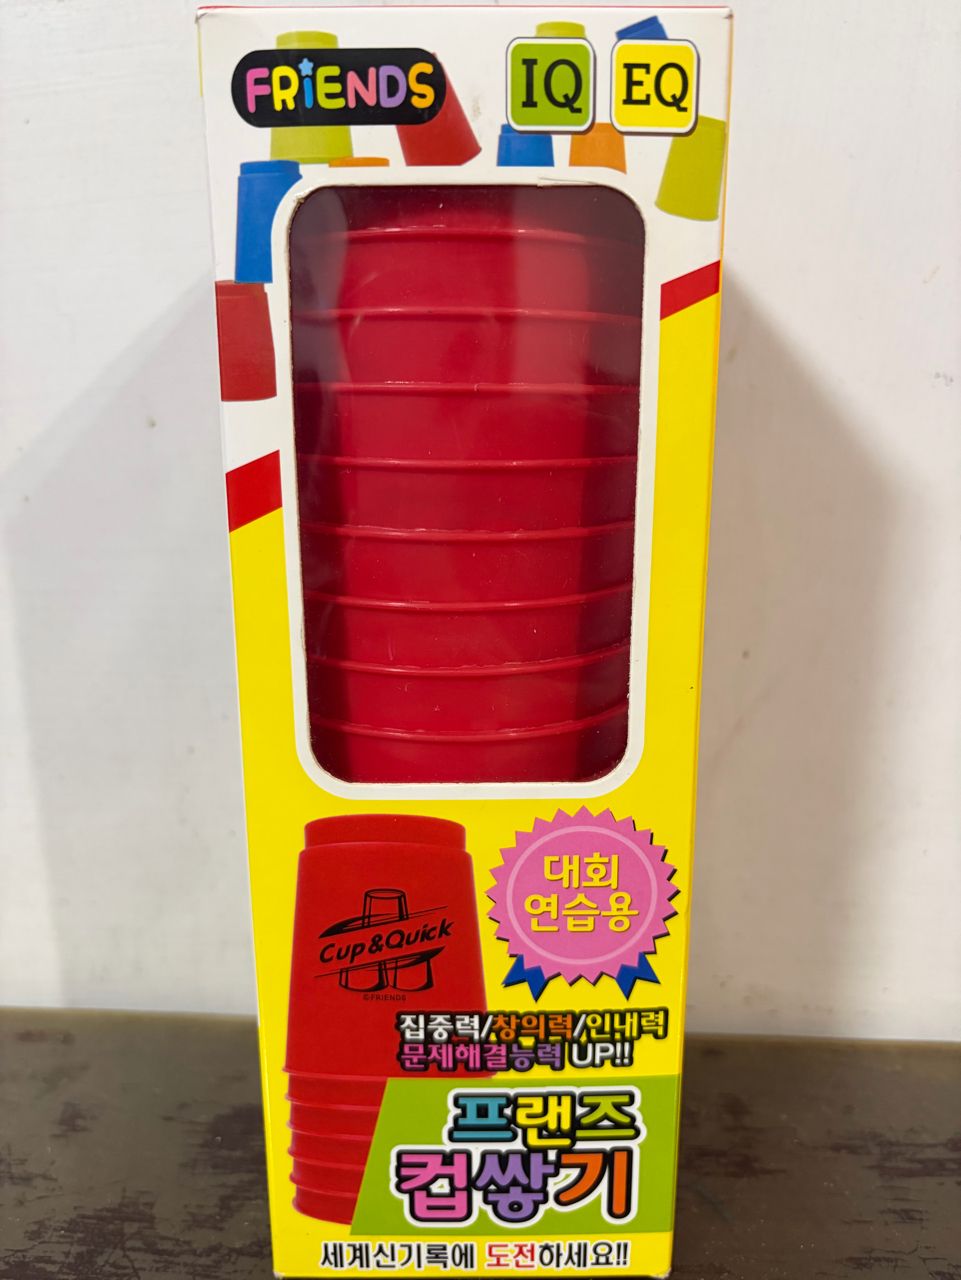 FRiENDS
IQ EQ
대회
연습용
Cup & Quick
©FRIENDS
집중력/창의력/인내력
문제해결능력 UP!!
프랜즈
컵쌓기
세계신기록에 도전하세요!!